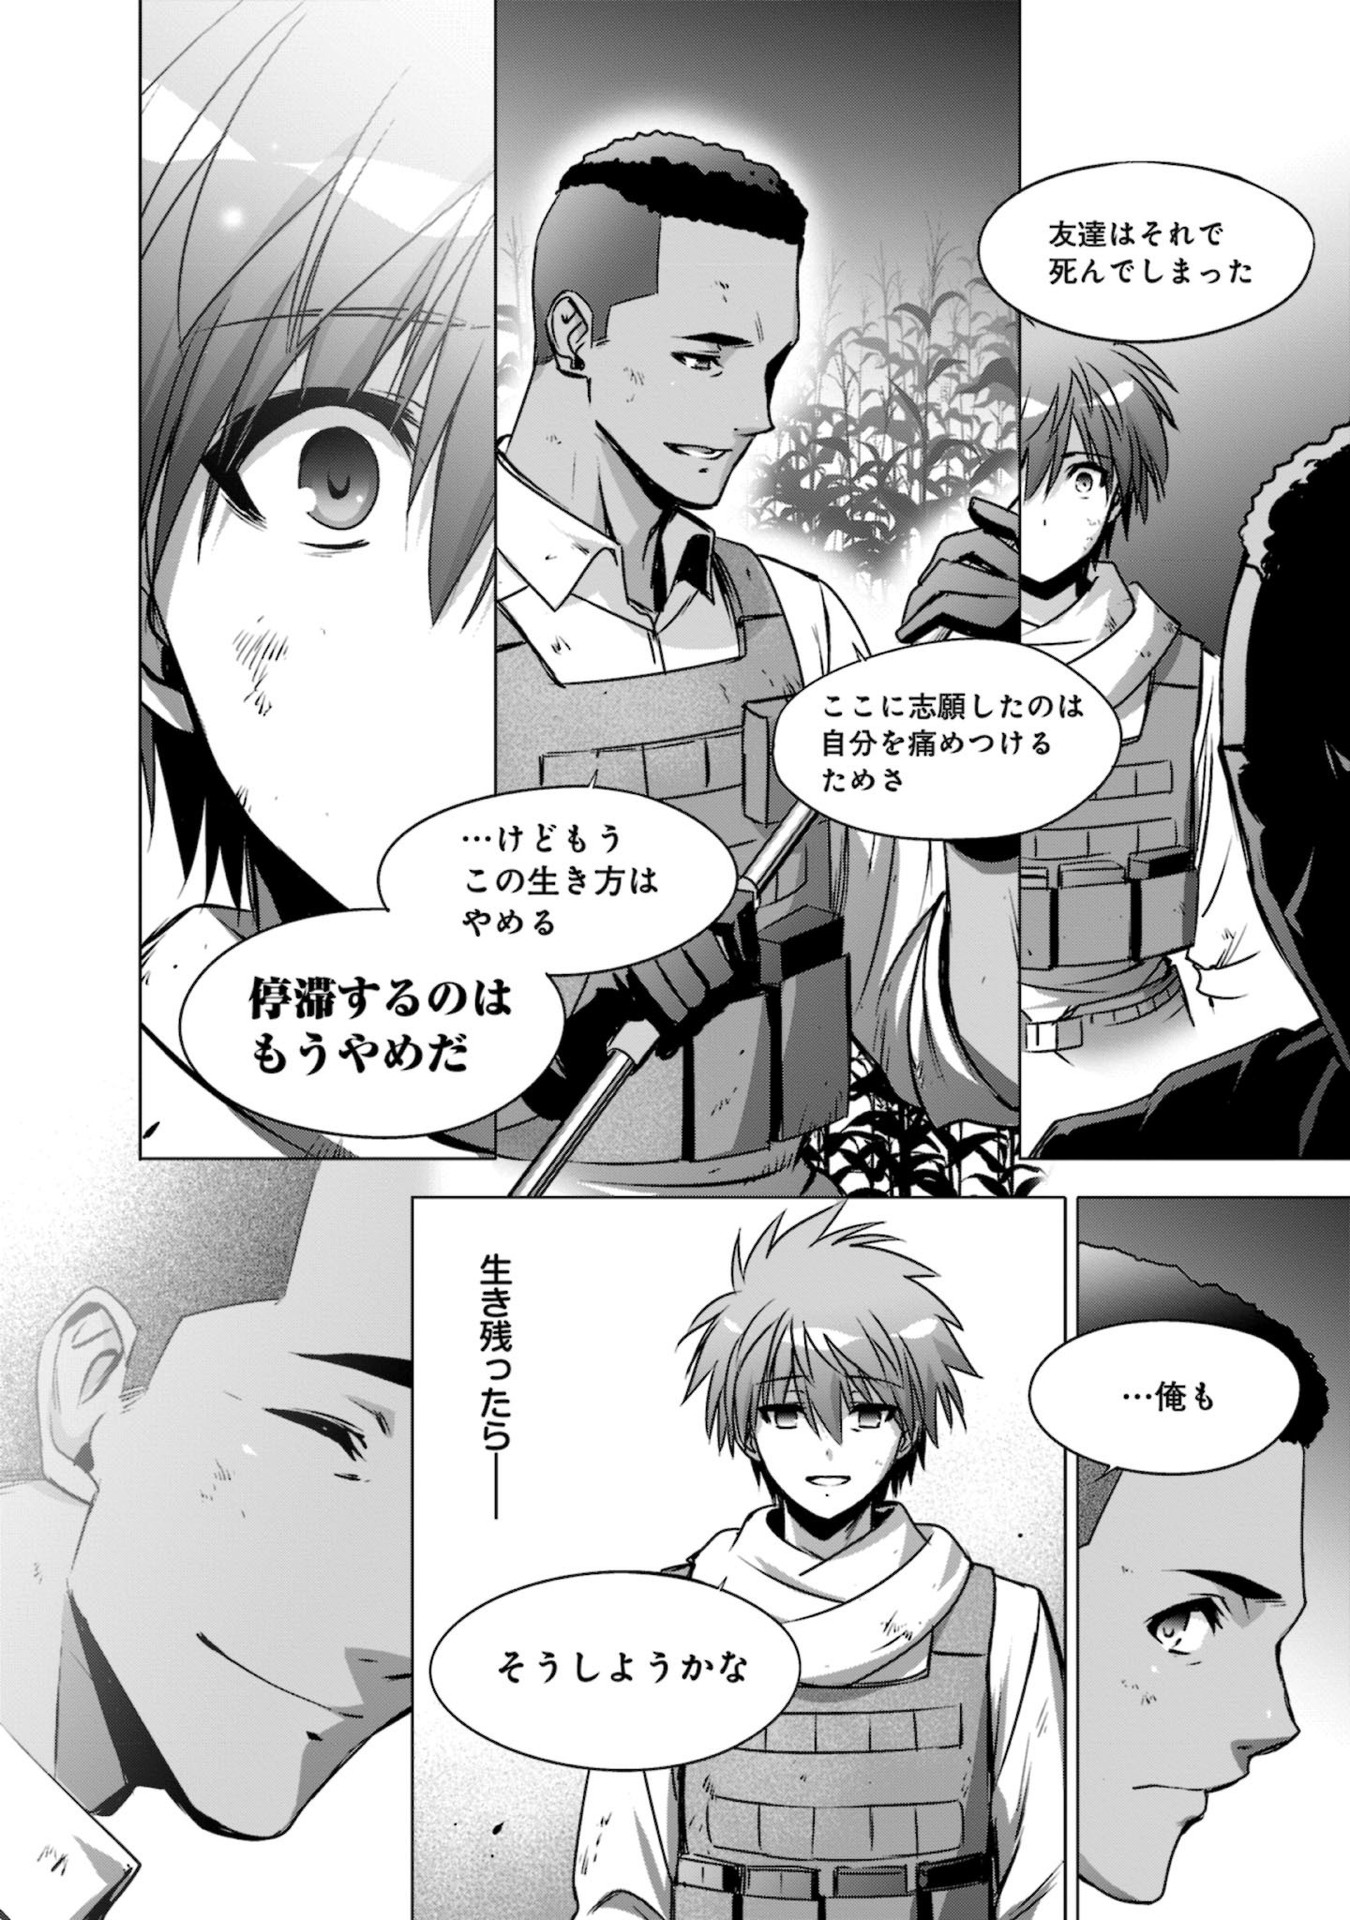 友達はそれで
死んでしまった
ここに志願したのは
自分を痛めつける
ためさ
…けどもう
この生き方は
やめる
停滞するのは
もうやめだ
…俺も
生き残ったら――
そうしようかな